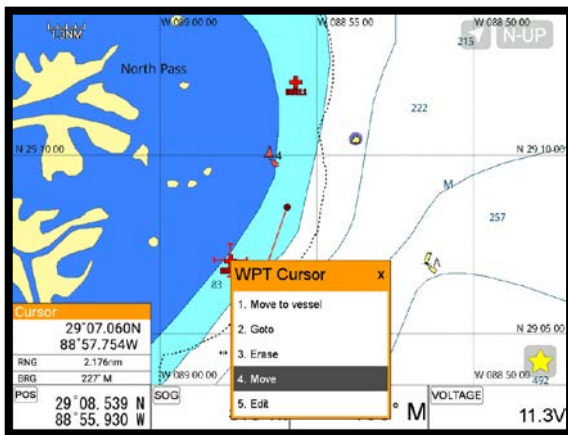 W 089 00 00
W 088 55 00
W 088 50 00
1.3NM
215
N-UP
North Pass
222
N 29 10 00
N 29 10 00
4
M
257
83
WPT Cursor
x
1. Move to vessel
2. Goto
3. Erase
4. Move
5. Edit
Cursor
29°07.060N
88°57.754W
RNG
2.176nm
BRG
227° M
N 29 05 00
W 089 00 00
W 088 50 00
492
POS
29°08.539 N
88°55.930 W
SOG
° M
VOLTAGE
11.3V